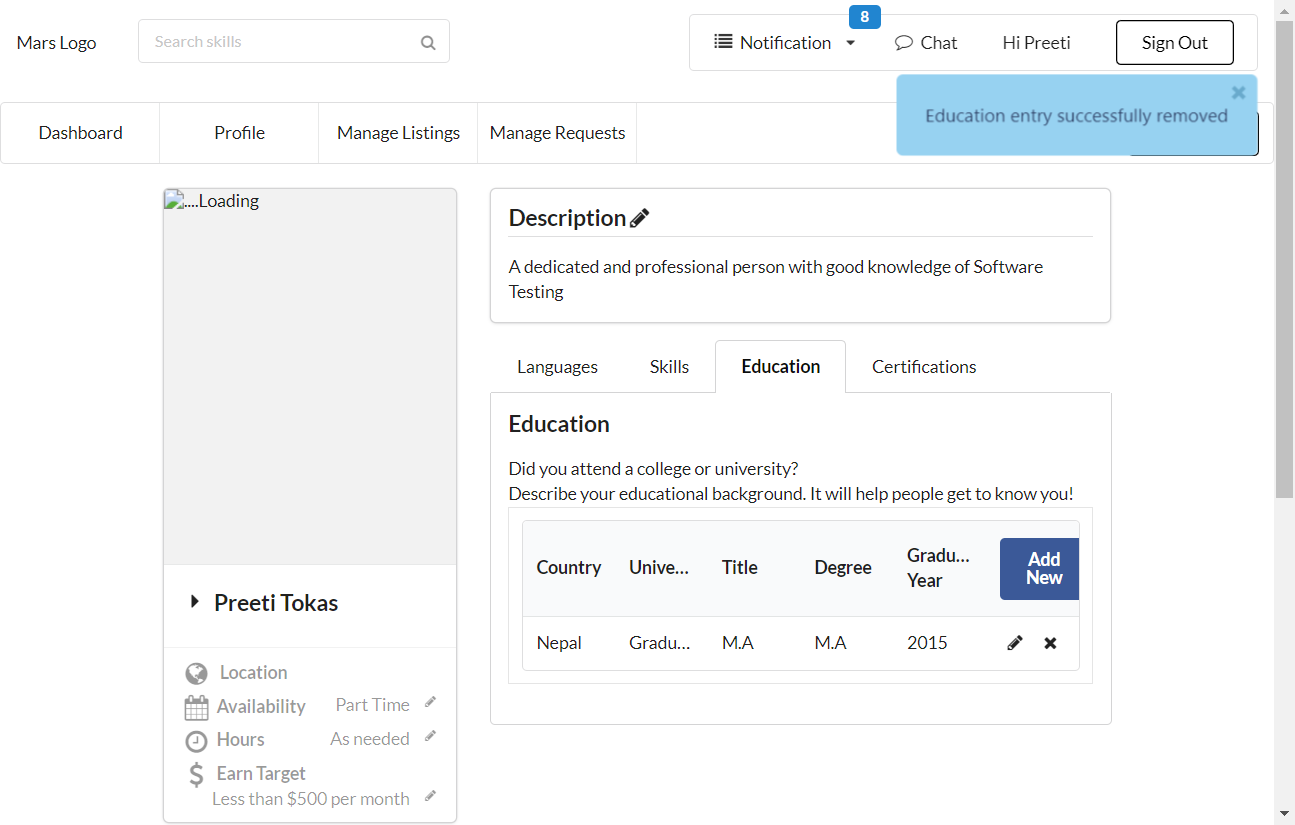 Mars Logo
Search skills
Notification
8
Chat
Hi Preeti
Sign Out
Education entry successfully removed
Dashboard
Profile
Manage Listings
Manage Requests
....Loading
Preeti Tokas
Location
Availability
Part Time
Hours
As needed
Earn Target
Less than $500 per month
Description
A dedicated and professional person with good knowledge of Software
Testing
Languages
Skills
Education
Certifications
Education
Did you attend a college or university?
Describe your educational background. It will help people get to know you!
Country
Unive...
Title
Degree
Gradu...
Year
Add
New
Nepal
Gradu...
M.A
M.A
2015